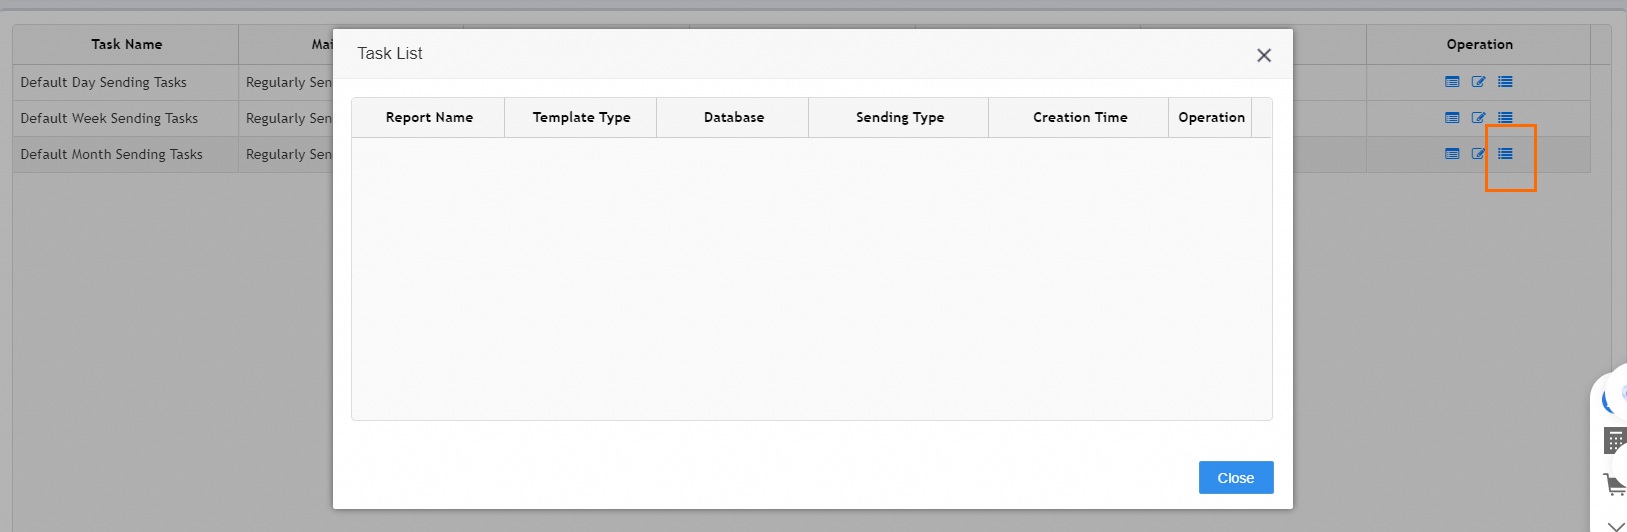 Task Name Mai Operation
Task List
Default Day Sending Tasks Regularly Sen
Default Week Sending Tasks Regularly Sen
Default Month Sending Tasks Regularly Sen
Report Name Template Type Database Sending Type Creation Time Operation
Close